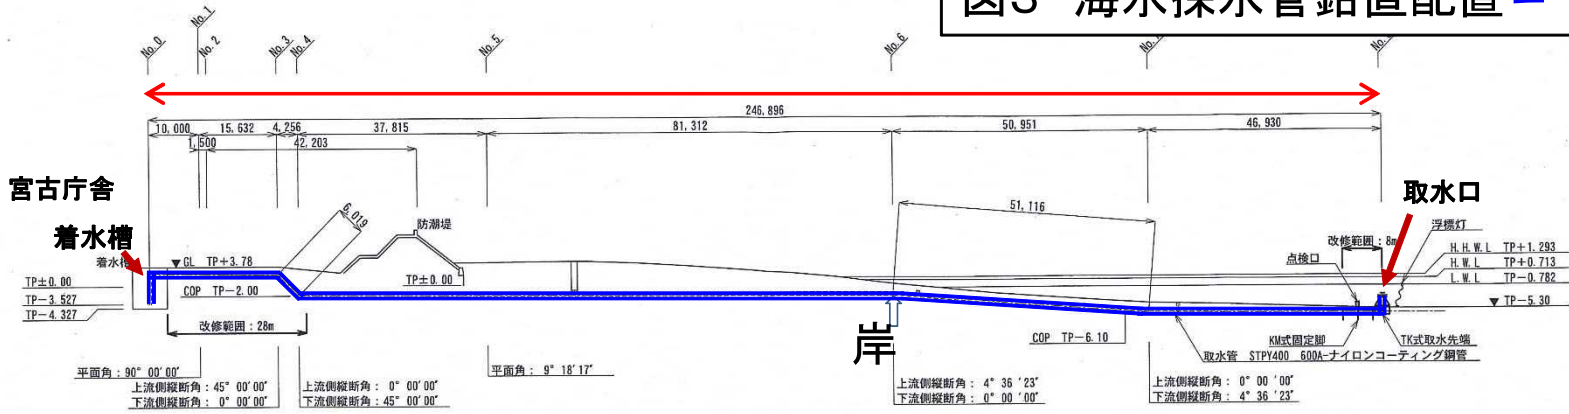 図3 海水採水管鉛直配置
No.0
No.1
No.2
No.3
No.4
No.5
No.6
246,896
10,000
15,632
4,256
37,815
81,312
50,951
46,930
1,500
42,203
宮古庁舎
着水槽
6,019
防潮堤
51,116
取水口
浮標灯
改修範囲：8m
点検口
H.H.W.L TP+1.293
H.W.L TP+0.713
L.W.L TP-0.782
▼ TP-5.30
着水槽
▼ GL TP+3.78
TP±0.00
TP-3.527
TP-4.327
COP TP-2.00
TP±0.00
改修範囲：28m
岸
COP TP-6.10
KM式固定脚
TK式取水先端
取水管 STPY400 600A-ナイロンコーティング鋼管
平面角：90° 00′00″
上流側縦断角：45° 00′00″
下流側縦断角：0° 00′00″
上流側縦断角：0° 00′00″
下流側縦断角：45° 00′00″
平面角：9° 18′17″
上流側縦断角：4° 36′23″
下流側縦断角：0° 00′00″
上流側縦断角：0° 00′00″
下流側縦断角：4° 36′23″